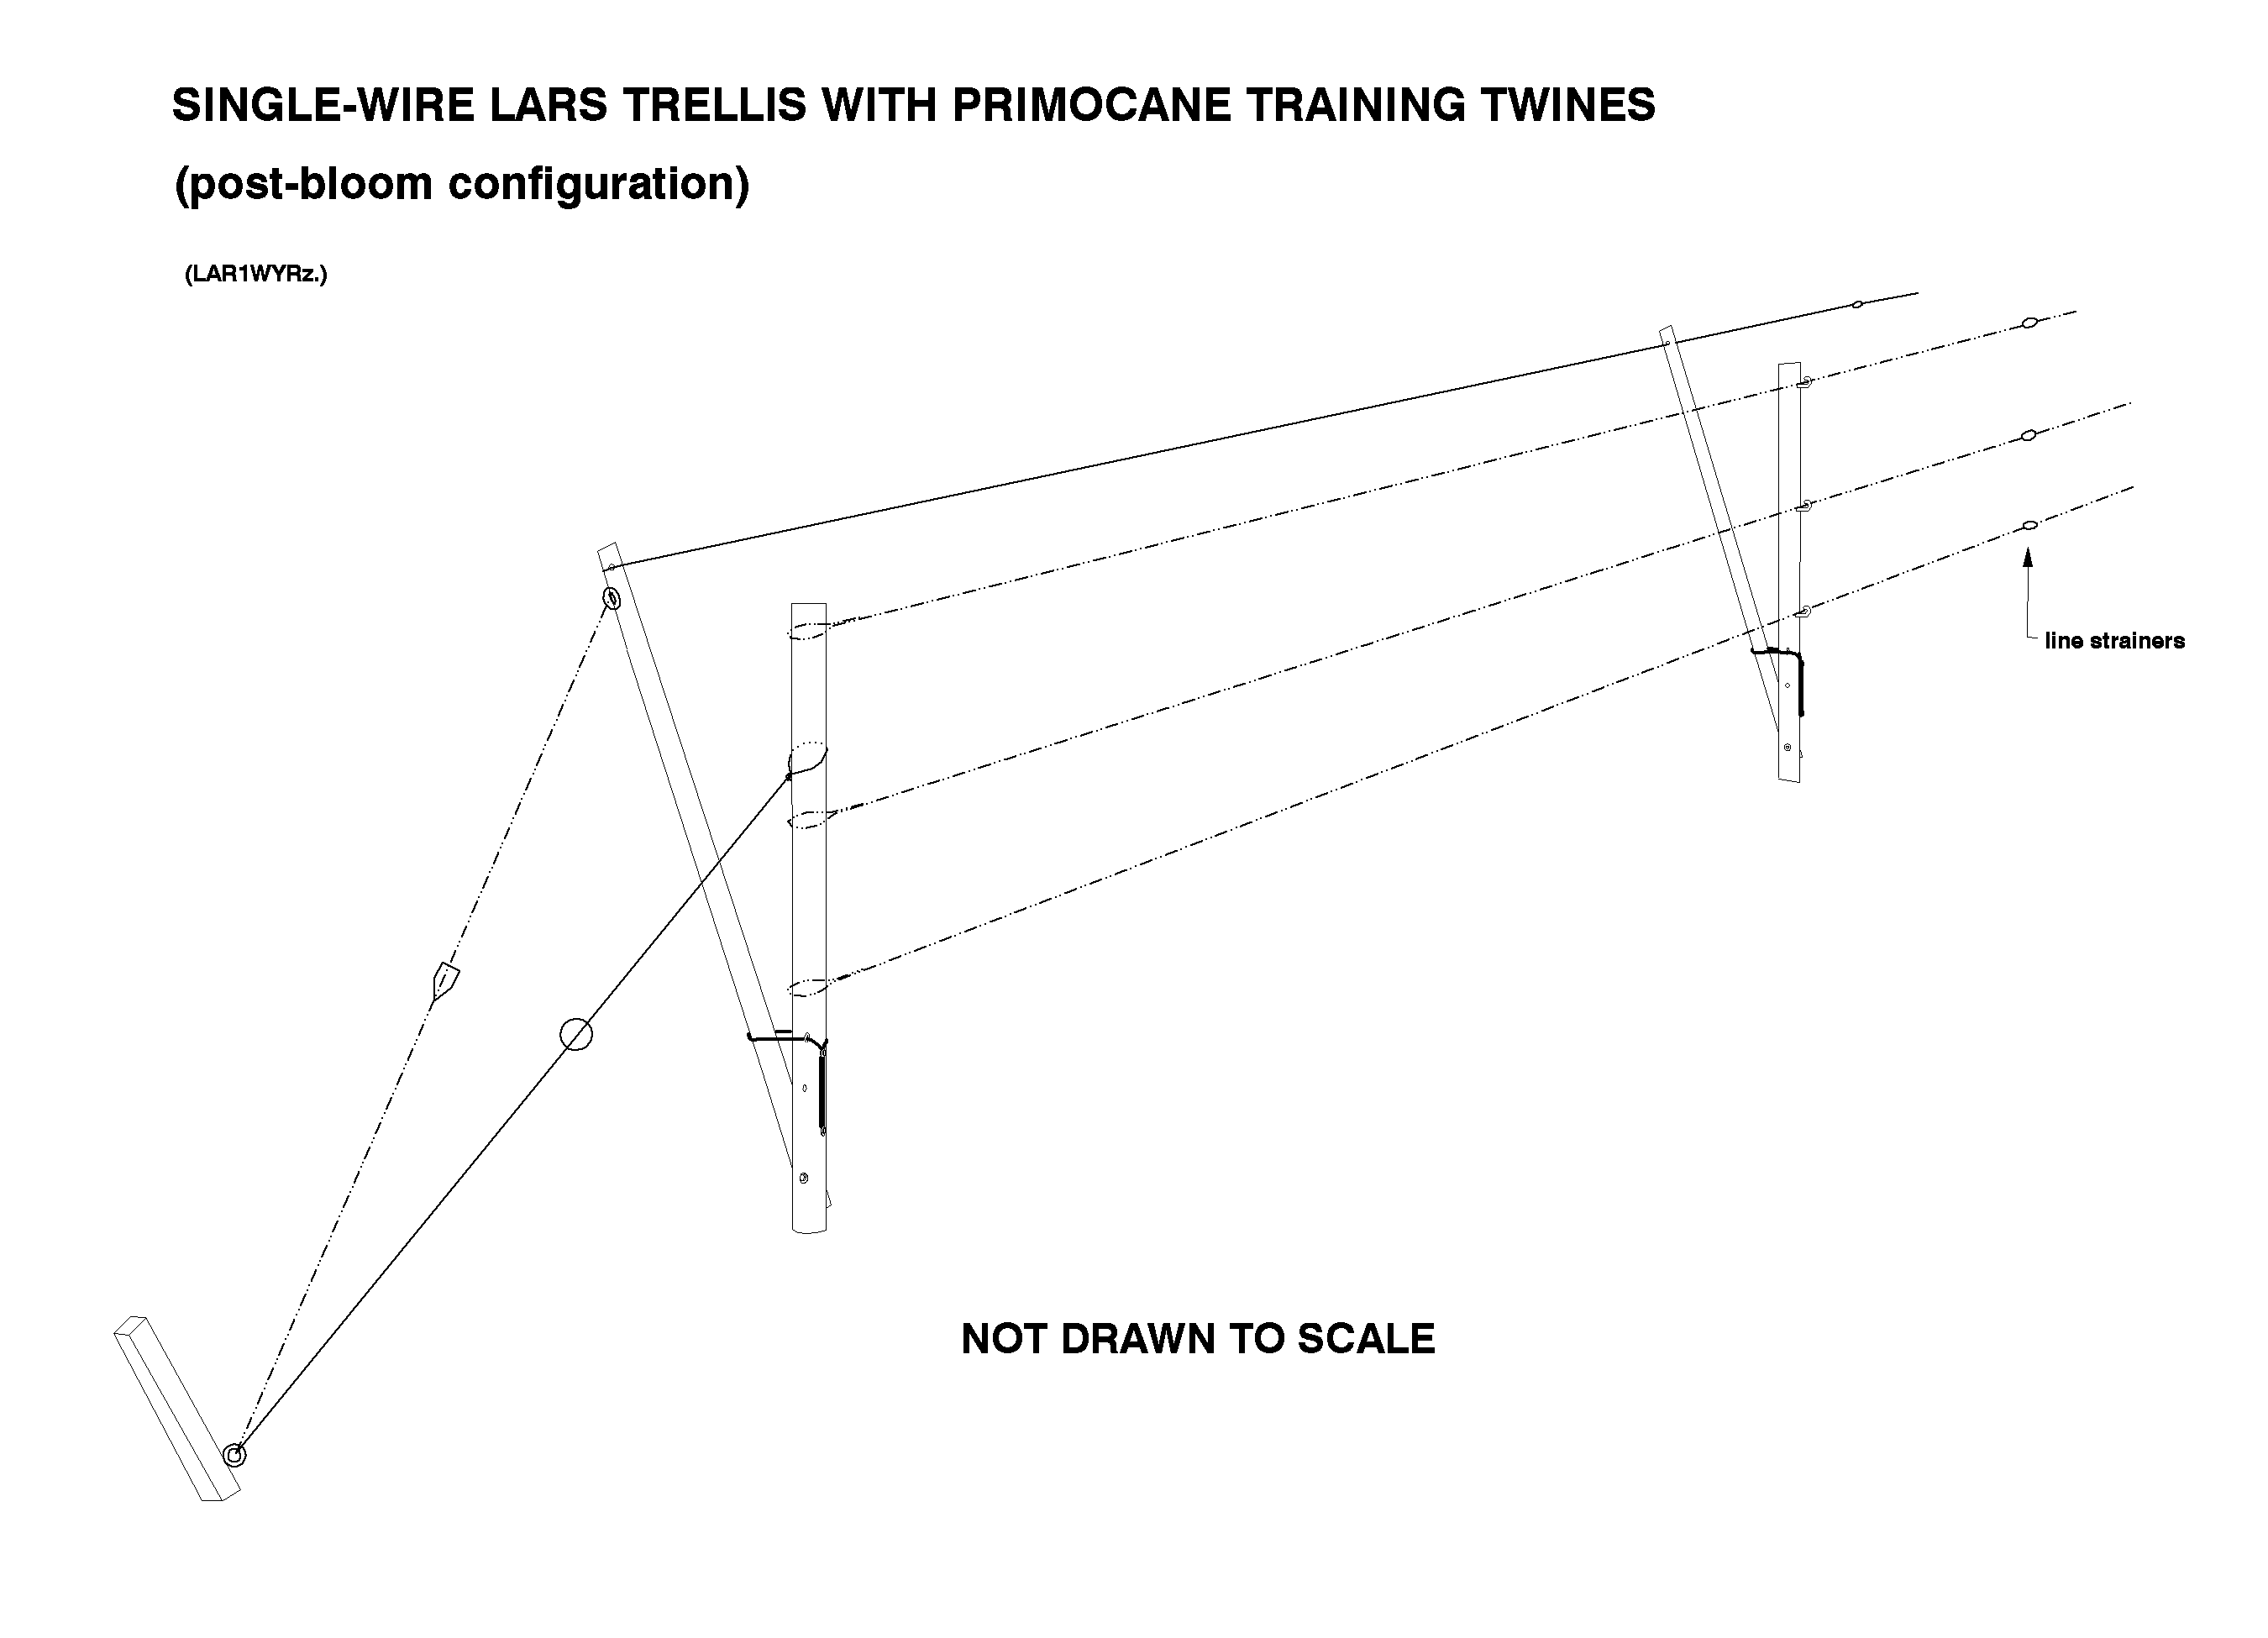 SINGLE-WIRE LARS TRELLIS WITH PRIMOCANE TRAINING TWINES
(post-bloom configuration)
(LAR1WYRz.)
line strainers
NOT DRAWN TO SCALE